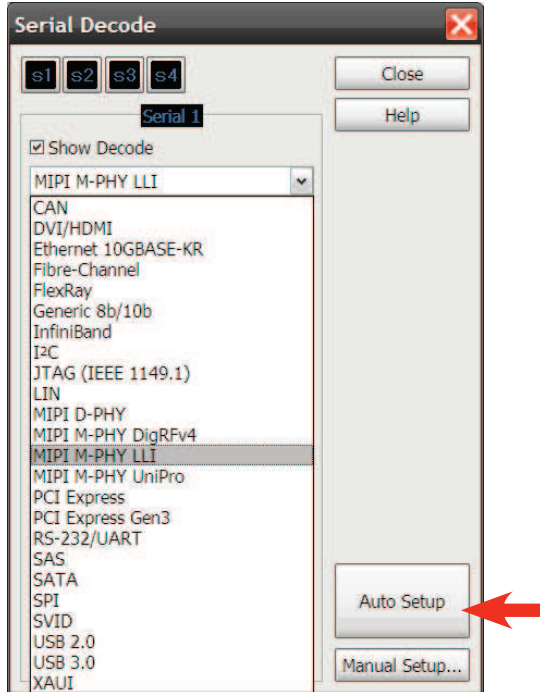 Serial Decode
s1 s2 s3 s4
Close
Serial 1
Help
Show Decode
MIPI M-PHY LLI
CAN
DVI/HDMI
Ethernet 10GBASE-KR
Fibre-Channel
FlexRay
Generic 8b/10b
InfiniBand
I²C
JTAG (IEEE 1149.1)
LIN
MIPI D-PHY
MIPI M-PHY DigRFv4
MIPI M-PHY LLI
MIPI M-PHY UniPro
PCI Express
PCI Express Gen3
RS-232/UART
SAS
SATA
SPI
SVID
USB 2.0
USB 3.0
XAUI
Auto Setup
Manual Setup...